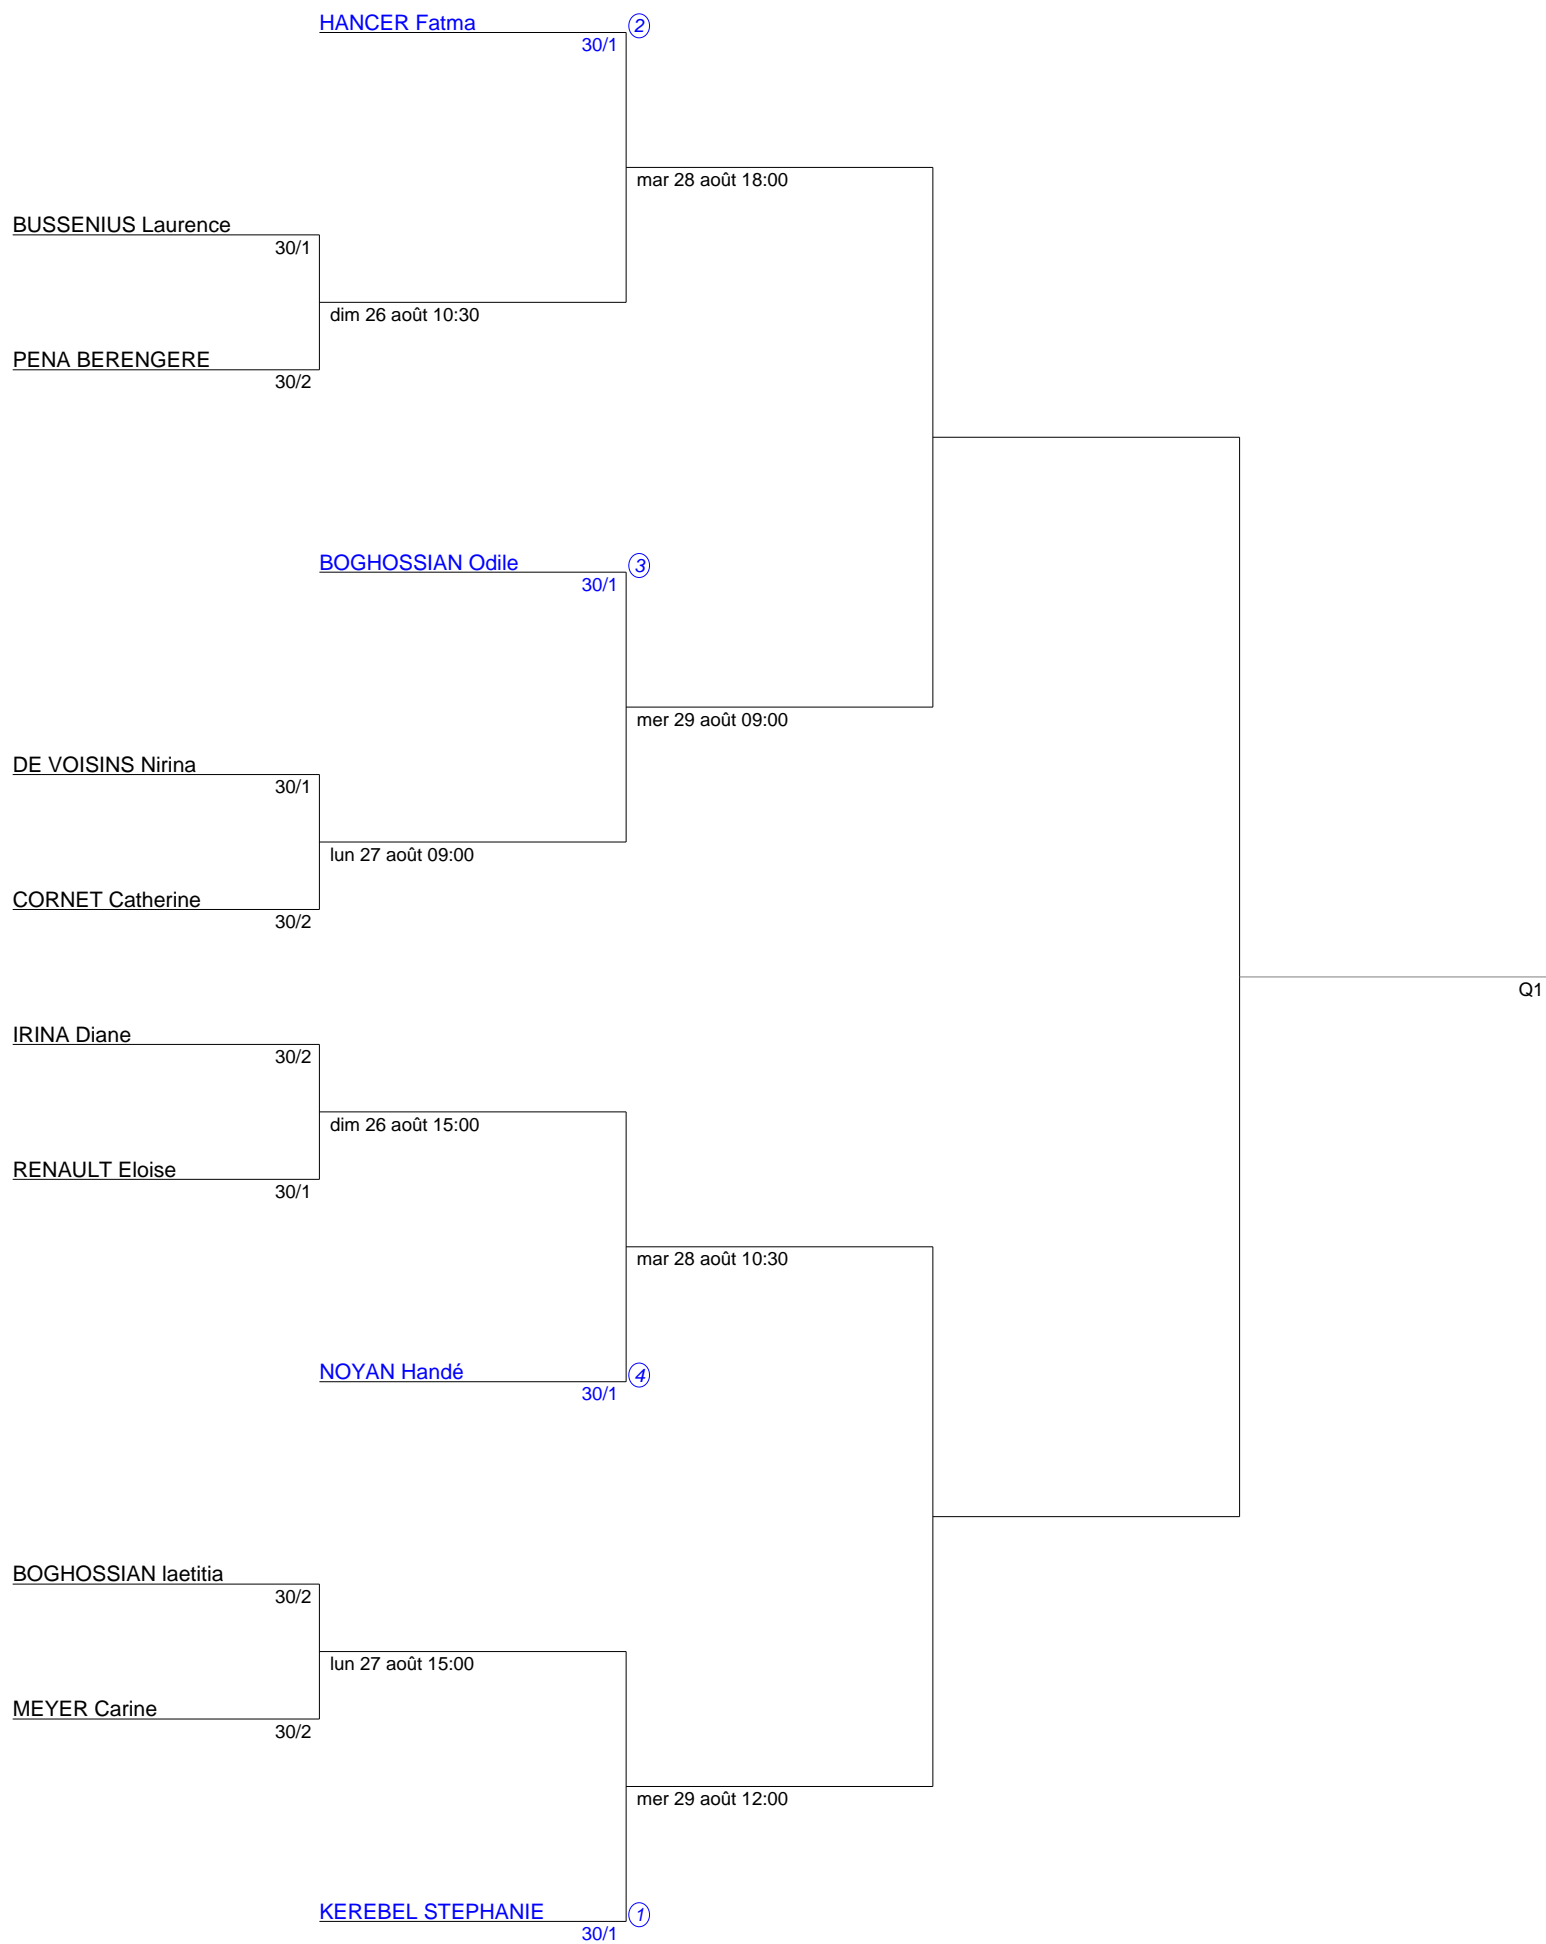 HANCER Fatma
2
30/1
mar 28 août 18:00
BUSSENIUS Laurence
30/1
dim 26 août 10:30
PENA BERENGERE
30/2
BOGHOSSIAN Odile
3
30/1
mer 29 août 09:00
DE VOISINS Nirina
30/1
lun 27 août 09:00
CORNET Catherine
30/2
Q1
IRINA Diane
30/2
dim 26 août 15:00
RENAULT Eloise
30/1
mar 28 août 10:30
NOYAN Handé
4
30/1
BOGHOSSIAN laetitia
30/2
lun 27 août 15:00
MEYER Carine
30/2
mer 29 août 12:00
KEREBEL STEPHANIE
1
30/1